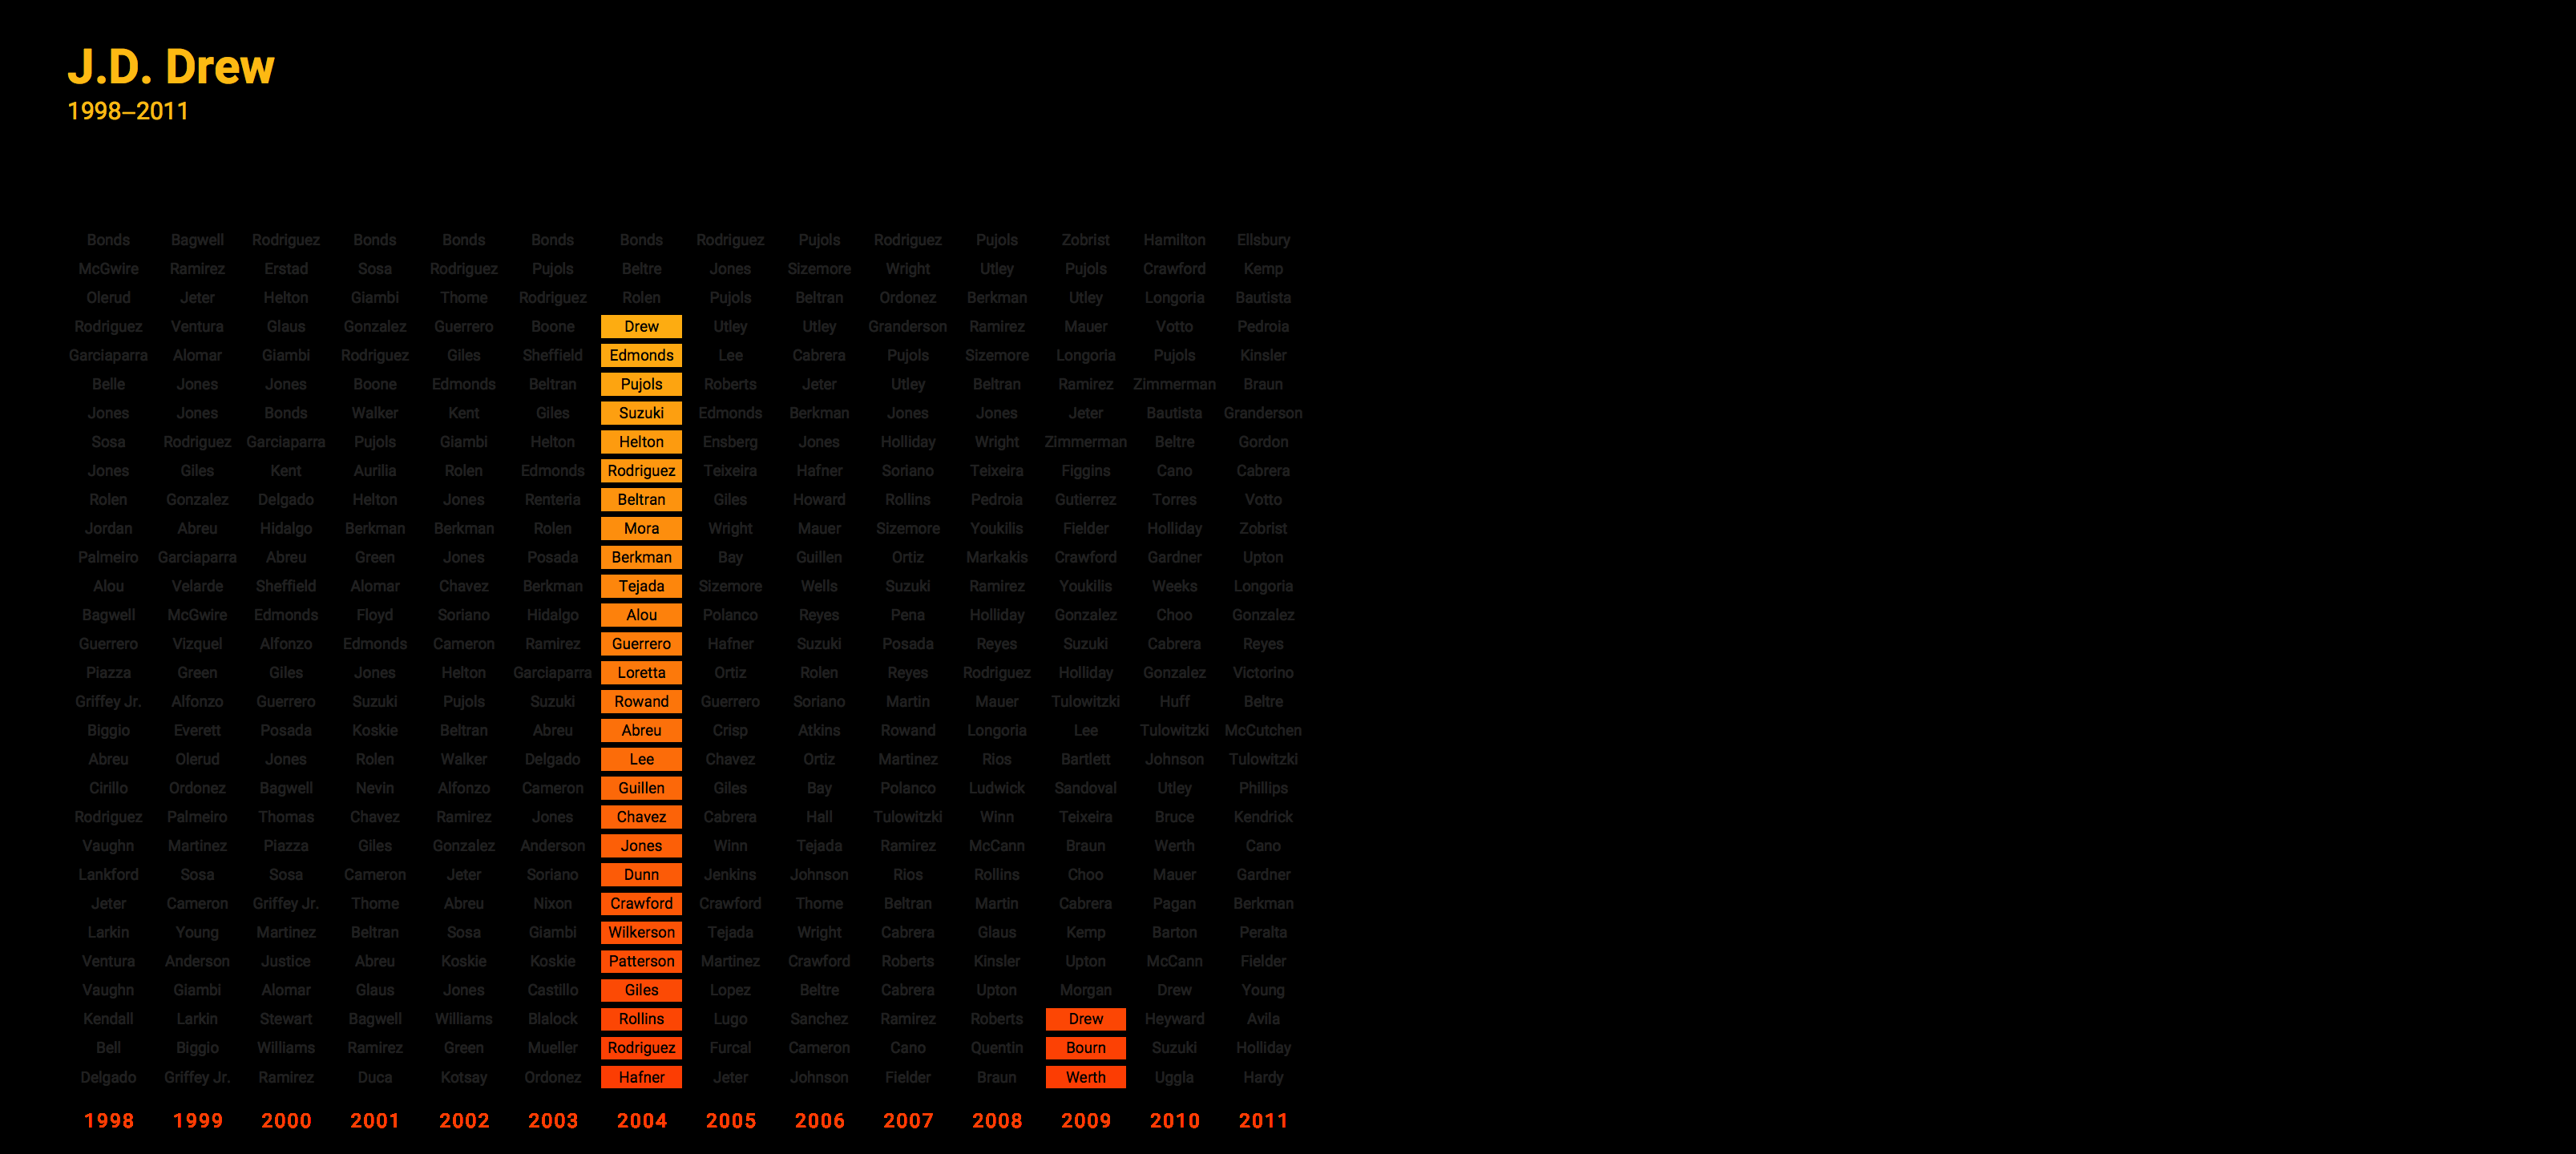 J.D. Drew
1998–2011
Bonds Bagwell Rodriguez Bonds Bonds Bonds Bonds Rodriguez Pujols Rodriguez Pujols Zobrist Hamilton Ellsbury
McGwire Ramirez Erstad Sosa Rodriguez Pujols Beltre Jones Sizemore Wright Utley Pujols Crawford Kemp
Olerud Jeter Helton Giambi Thome Rodriguez Rolen Pujols Beltran Ordonez Berkman Utley Longoria Bautista
Rodriguez Ventura Glaus Gonzalez Guerrero Boone Drew Utley Utley Granderson Ramirez Mauer Votto Pedroia
Garciaparra Alomar Giambi Rodriguez Giles Sheffield Edmonds Lee Cabrera Pujols Sizemore Longoria Pujols Kinsler
Belle Jones Jones Boone Edmonds Beltran Pujols Roberts Jeter Utley Beltran Ramirez Zimmerman Braun
Jones Jones Bonds Walker Kent Giles Suzuki Edmonds Berkman Jones Jones Jeter Bautista Granderson
Sosa Rodriguez Garciaparra Pujols Giambi Helton Helton Ensberg Jones Holliday Wright Zimmerman Beltre Gordon
Jones Giles Kent Aurilia Rolen Edmonds Rodriguez Teixeira Hafner Soriano Teixeira Figgins Cano Cabrera
Rolen Gonzalez Delgado Helton Jones Renteria Beltran Giles Howard Rollins Pedroia Gutierrez Torres Votto
Jordan Abreu Hidalgo Berkman Berkman Rolen Mora Wright Mauer Sizemore Youkilis Fielder Holliday Zobrist
Palmeiro Garciaparra Abreu Green Jones Posada Berkman Bay Guillen Ortiz Markakis Crawford Gardner Upton
Alou Velarde Sheffield Alomar Chavez Berkman Tejada Sizemore Wells Suzuki Ramirez Youkilis Weeks Longoria
Bagwell McGwire Edmonds Floyd Soriano Hidalgo Alou Polanco Reyes Pena Holliday Gonzalez Choo Gonzalez
Guerrero Vizquel Alfonzo Edmonds Cameron Ramirez Guerrero Hafner Suzuki Posada Reyes Suzuki Cabrera Reyes
Piazza Green Giles Jones Helton Garciaparra Loretta Ortiz Rolen Reyes Rodriguez Holliday Gonzalez Victorino
Griffey Jr. Alfonzo Guerrero Suzuki Pujols Suzuki Rowand Guerrero Soriano Martin Mauer Tulowitzki Huff Beltre
Biggio Everett Posada Koskie Beltran Abreu Abreu Crisp Atkins Rowand Longoria Lee Tulowitzki McCutchen
Abreu Olerud Jones Rolen Walker Delgado Lee Chavez Ortiz Martinez Rios Bartlett Johnson Tulowitzki
Cirillo Ordonez Bagwell Nevin Alfonzo Cameron Guillen Giles Bay Polanco Ludwick Sandoval Utley Phillips
Rodriguez Palmeiro Thomas Chavez Ramirez Jones Chavez Cabrera Hall Tulowitzki Winn Teixeira Bruce Kendrick
Vaughn Martinez Piazza Giles Gonzalez Anderson Jones Winn Tejada Ramirez McCann Braun Werth Cano
Lankford Sosa Sosa Cameron Jeter Soriano Dunn Jenkins Johnson Rios Rollins Choo Mauer Gardner
Jeter Cameron Griffey Jr. Thome Abreu Nixon Crawford Crawford Thome Beltran Martin Cabrera Pagan Berkman
Larkin Young Martinez Beltran Sosa Giambi Wilkerson Tejada Wright Cabrera Glaus Kemp Barton Peralta
Ventura Anderson Justice Abreu Koskie Koskie Patterson Martinez Crawford Roberts Kinsler Upton McCann Fielder
Vaughn Giambi Alomar Glaus Jones Castillo Giles Lopez Beltre Cabrera Upton Morgan Drew Young
Kendall Larkin Stewart Bagwell Williams Blalock Rollins Lugo Sanchez Ramirez Roberts Drew Heyward Avila
Bell Biggio Williams Ramirez Green Mueller Rodriguez Furcal Cameron Cano Quentin Bourn Suzuki Holliday
Delgado Griffey Jr. Ramirez Duca Kotsay Ordonez Hafner Jeter Johnson Fielder Braun Werth Uggla Hardy
1998 1999 2000 2001 2002 2003 2004 2005 2006 2007 2008 2009 2010 2011